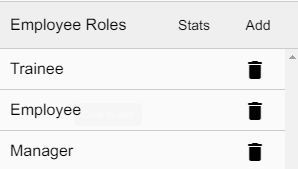 Employee Roles Stats Add
Trainee
Employee
Manager